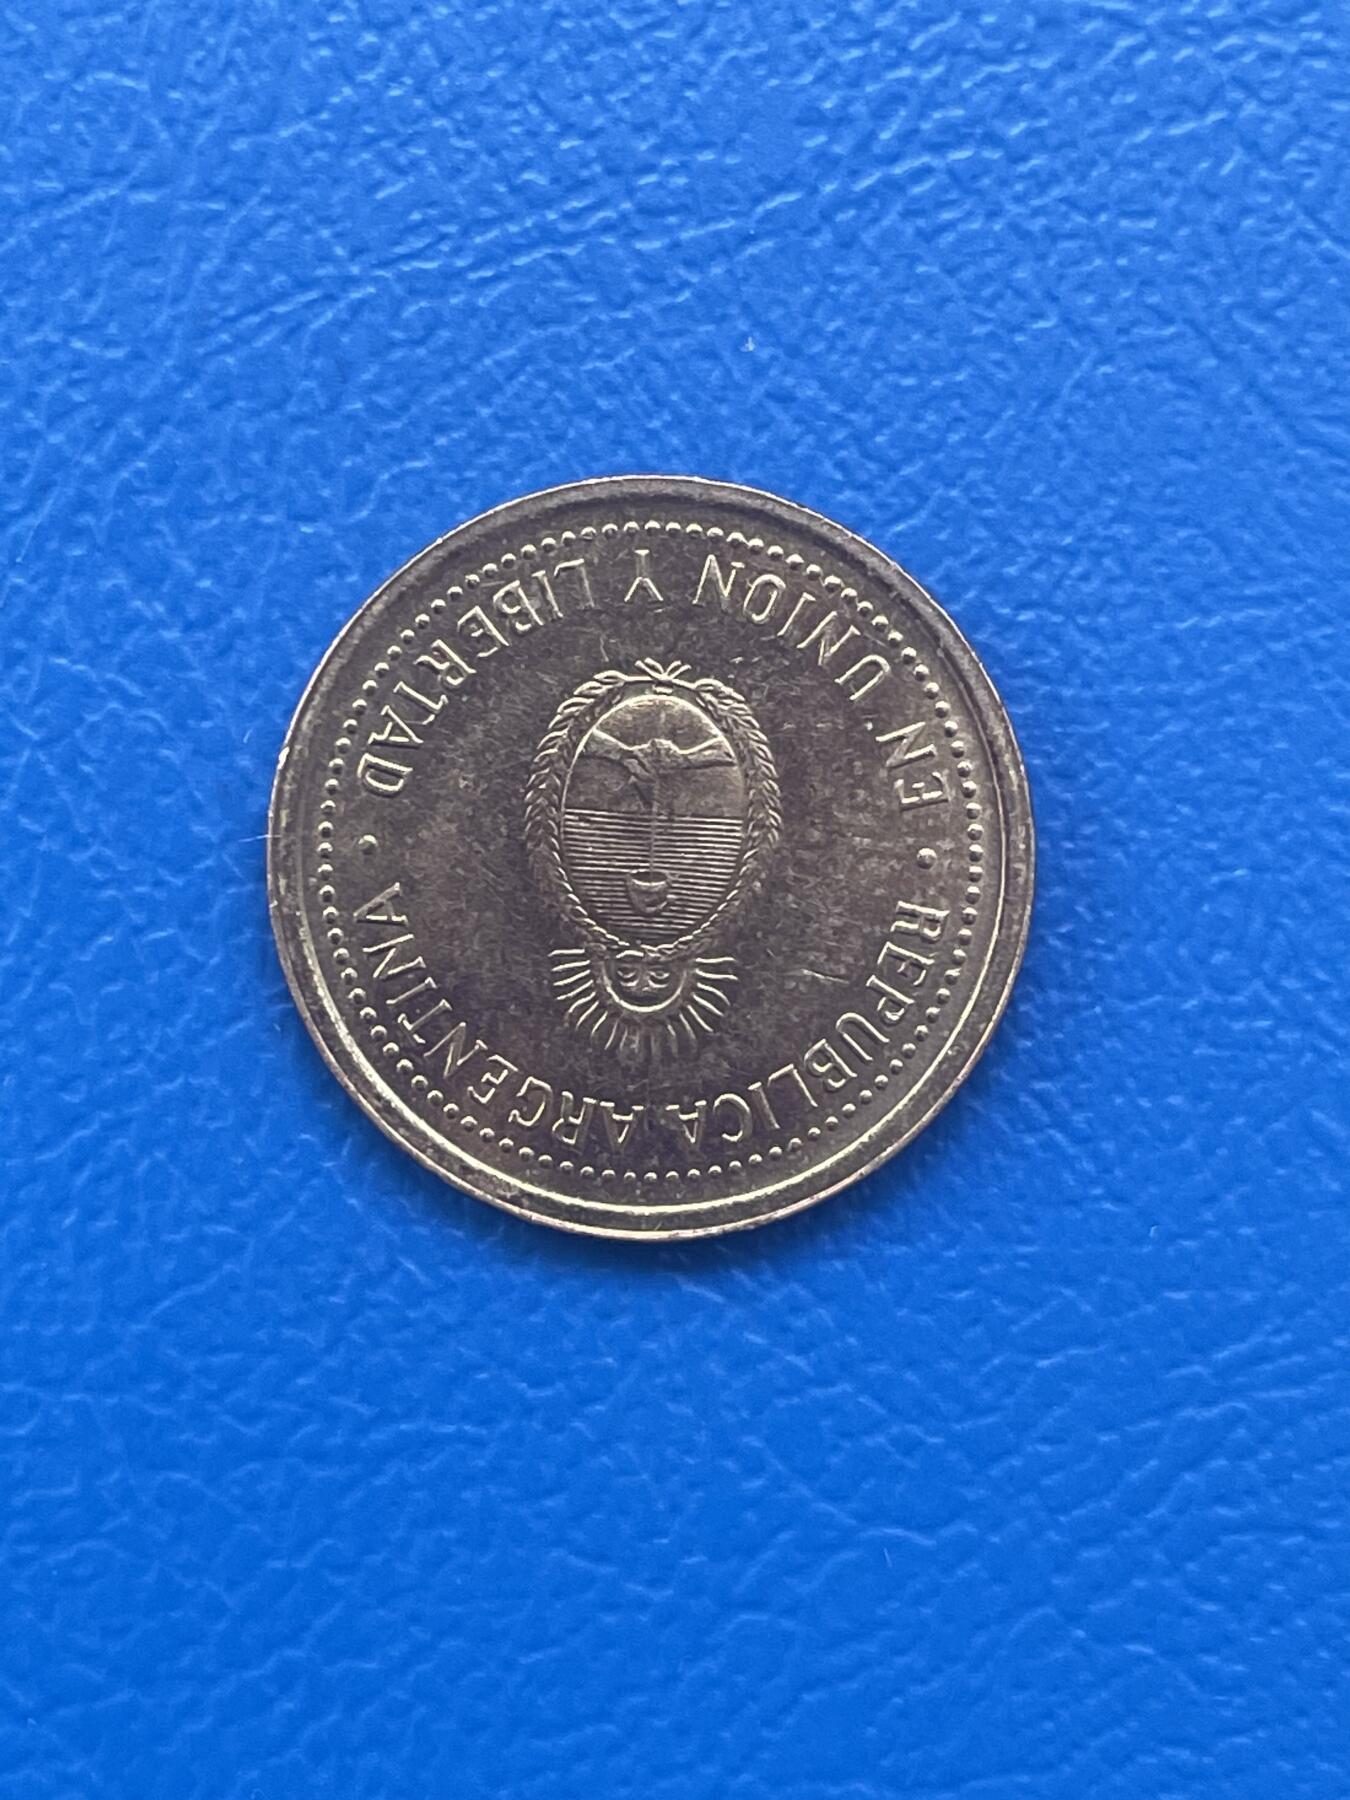 REPUBLICA ARGENTINA
• EN UNION Y LIBERTAD •